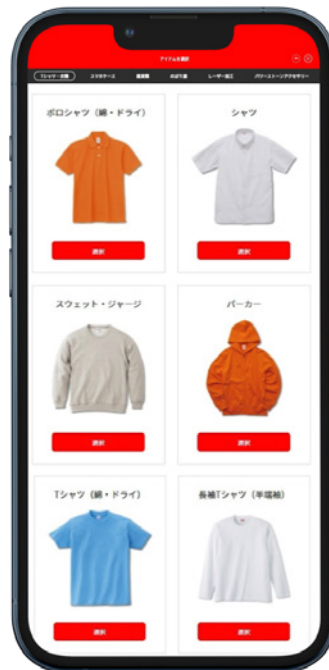 アイテムを選択
Tシャツ・衣類 スマホケース 雑貨類 のぼり旗 レーザー加工 パワーストーンアクセサリー
ポロシャツ（綿・ドライ） シャツ
選択 選択
スウェット・ジャージ パーカー
選択 選択
Tシャツ（綿・ドライ） 長袖Tシャツ（半端袖）
選択 選択